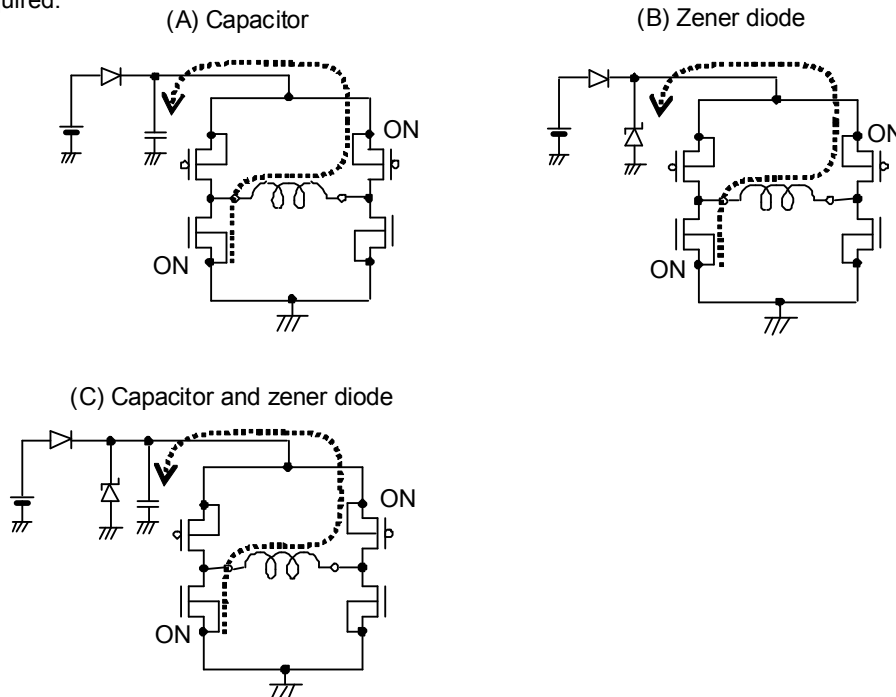 uired.
(A) Capacitor
(B) Zener diode
ON
ON
ON
ON
(C) Capacitor and zener diode
ON
ON